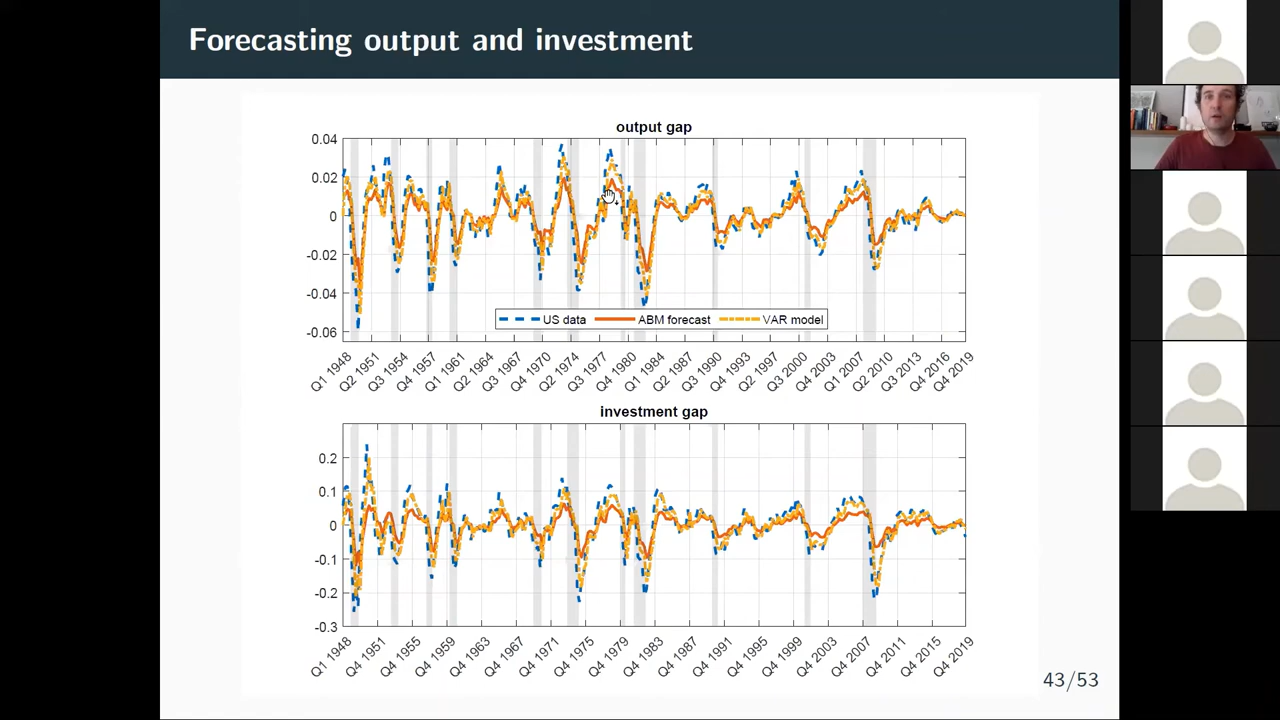 Forecasting output and investment
output gap
0.04
0.02
0
-0.02
-0.04
-0.06
US data ABM forecast VAR model
Q1 1948 Q2 1951 Q3 1954 Q4 1957 Q1 1961 Q2 1964 Q3 1967 Q4 1970 Q2 1974 Q3 1977 Q4 1980 Q1 1984 Q2 1987 Q3 1990 Q4 1993 Q2 1997 Q3 2000 Q4 2003 Q1 2007 Q2 2010 Q3 2013 Q4 2016 Q4 2019
investment gap
0.2
0.1
0
-0.1
-0.2
-0.3
Q1 1948 Q4 1951 Q4 1955 Q4 1959 Q4 1963 Q4 1967 Q4 1971 Q4 1975 Q4 1979 Q4 1983 Q4 1987 Q4 1991 Q4 1995 Q4 1999 Q4 2003 Q4 2007 Q4 2011 Q4 2015 Q4 2019
43/53